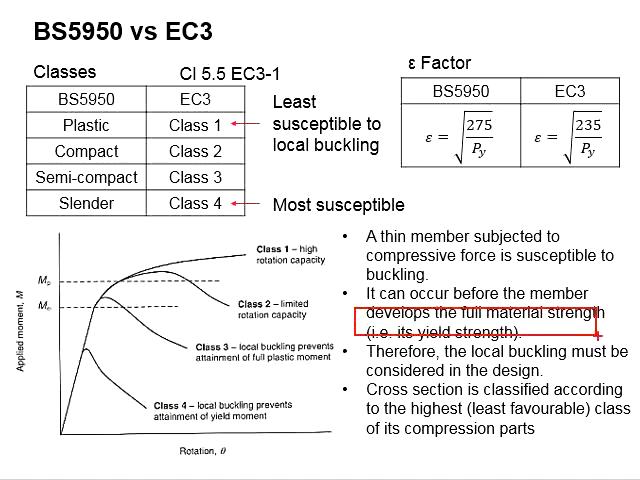 BS5950 vs EC3
Classes
Cl 5.5 EC3-1
BS5950 EC3
Plastic Class 1
Compact Class 2
Semi-compact Class 3
Slender Class 4
Least
susceptible to
local buckling
Most susceptible
ε Factor
BS5950 EC3
ε = √(275/Py) ε = √(235/Py)
Applied moment, M
Mp
Me
Class 1 – high
rotation capacity
Class 2 – limited
rotation capacity
Class 3 – local buckling prevents
attainment of full plastic moment
Class 4 – local buckling prevents
attainment of yield moment
Rotation, θ
• A thin member subjected to
compressive force is susceptible to
buckling.
• It can occur before the member
develops the full material strength
(i.e. its yield strength).
• Therefore, the local buckling must be
considered in the design.
• Cross section is classified according
to the highest (least favourable) class
of its compression parts